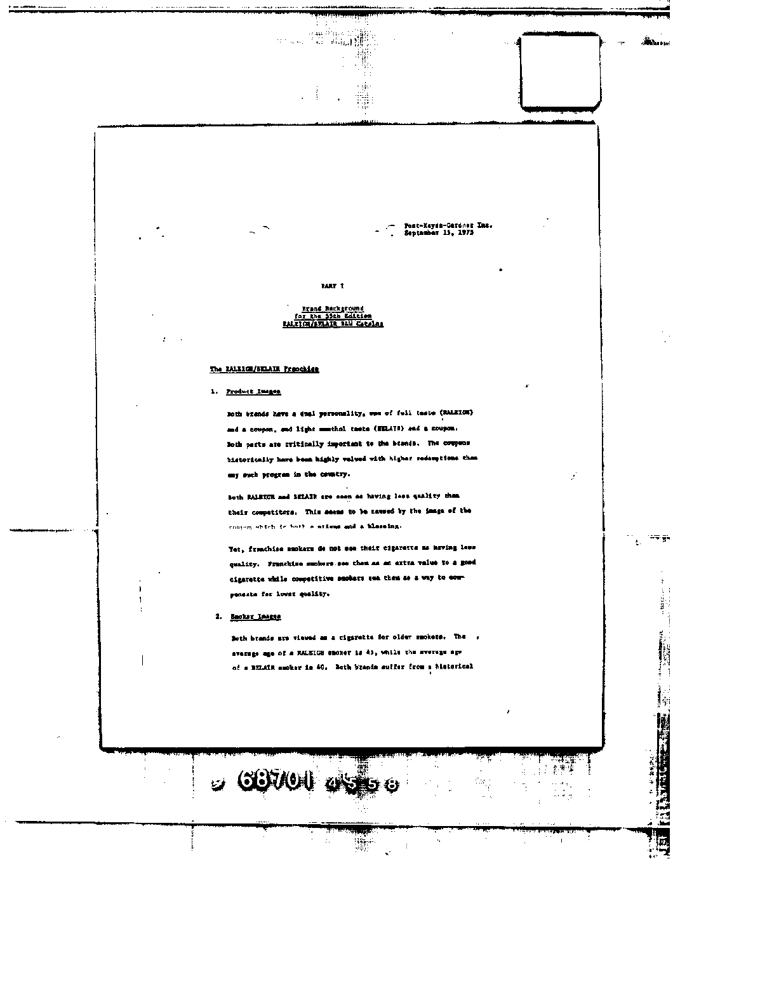 Post-Keyes-Gardner Inc.
September 15, 1975
PART I
Brand Background
for the 55th Edition
RALEIGH/BELAIR B&W Catalog
The RALEIGH/BELAIR Franchise
1. Product Images
Both brands have a dual personality, one of full taste (RALEIGH)
and a coupon, and light menthol taste (BELAIR) and a coupon.
Both parts are critically important to the brands. The coupons
historically have been highly valued with higher redemptions than
any such program in the country.
Both RALEIGH and BELAIR are seen as having less quality than
their competitors. This seems to be caused by the image of the
coupon which is both a stigma and a blessing.
Yet, franchise smokers do not see their cigarette as having less
quality. Franchise smokers see them as an extra value to a good
cigarette while competitive smokers see them as a way to com-
pensate for lower quality.
2. Smoker Images
Both brands are viewed as a cigarette for older smokers. The
average age of a RALEIGH smoker is 43, while the average age
of a BELAIR smoker is 40. Both brands suffer from a historical
68701 4558